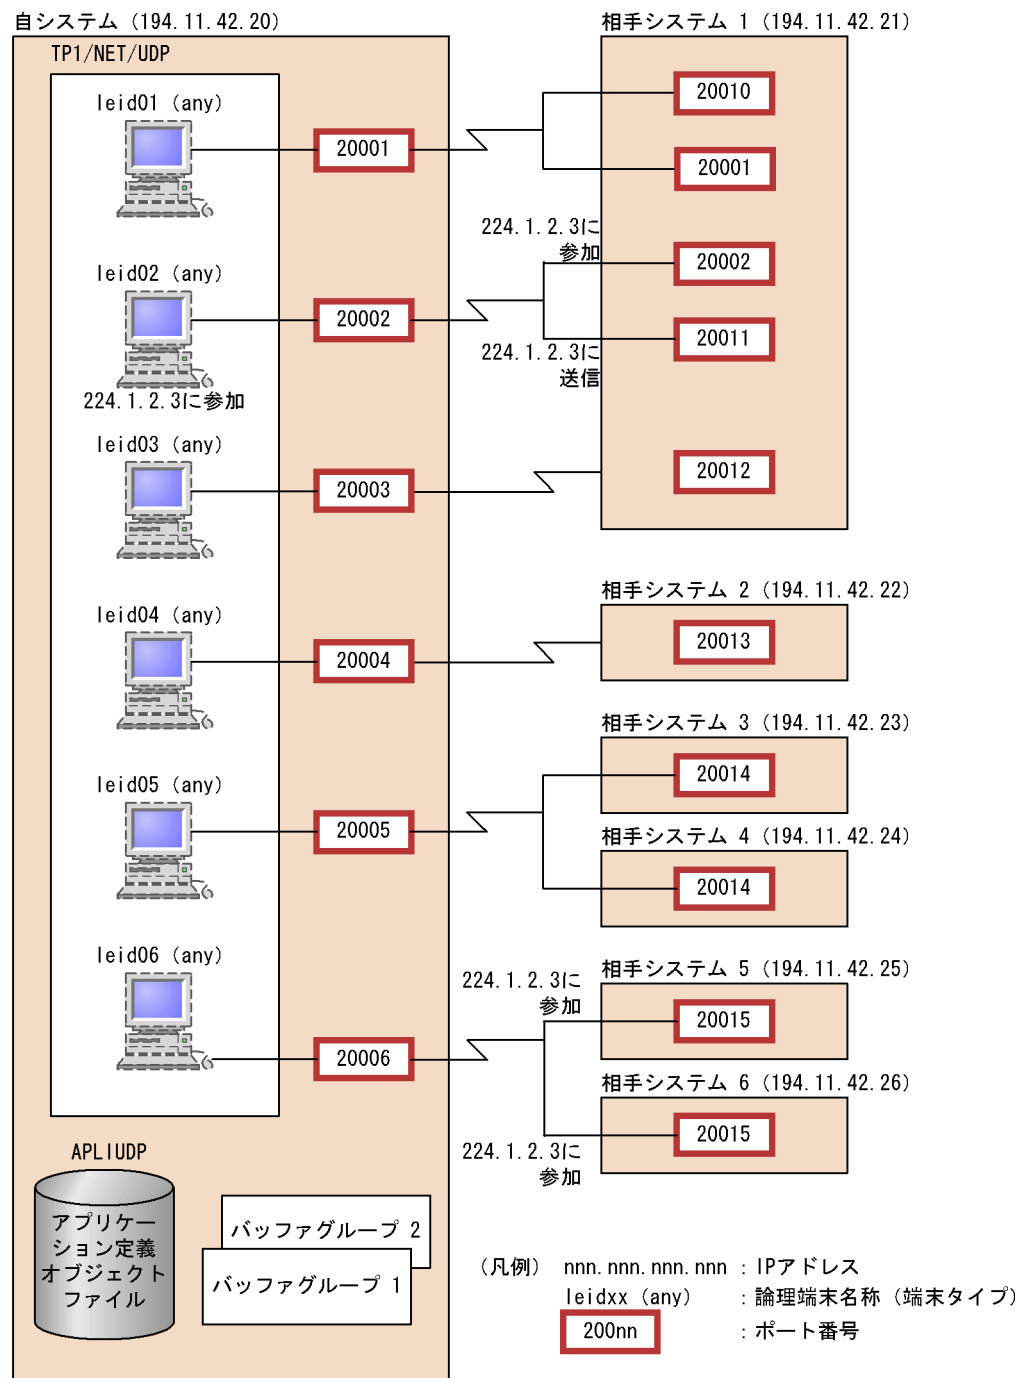 自システム (194.11.42.20)
TP1/NET/UDP
leid01 (any)
20001
leid02 (any)
20002
224.1.2.3に参加
leid03 (any)
20003
leid04 (any)
20004
leid05 (any)
20005
leid06 (any)
20006
APLIUDP
アプリケー
ション定義
オブジェクト
ファイル
バッファグループ 2
バッファグループ 1
相手システム 1 (194.11.42.21)
20010
20001
224.1.2.3に
参加
20002
20011
224.1.2.3に
送信
20012
相手システム 2 (194.11.42.22)
20013
相手システム 3 (194.11.42.23)
20014
相手システム 4 (194.11.42.24)
20014
相手システム 5 (194.11.42.25)
224.1.2.3に
参加
20015
相手システム 6 (194.11.42.26)
20015
224.1.2.3に
参加
(凡例) nnn.nnn.nnn.nnn : IPアドレス
leidxx (any) : 論理端末名称 (端末タイプ)
200nn : ポート番号